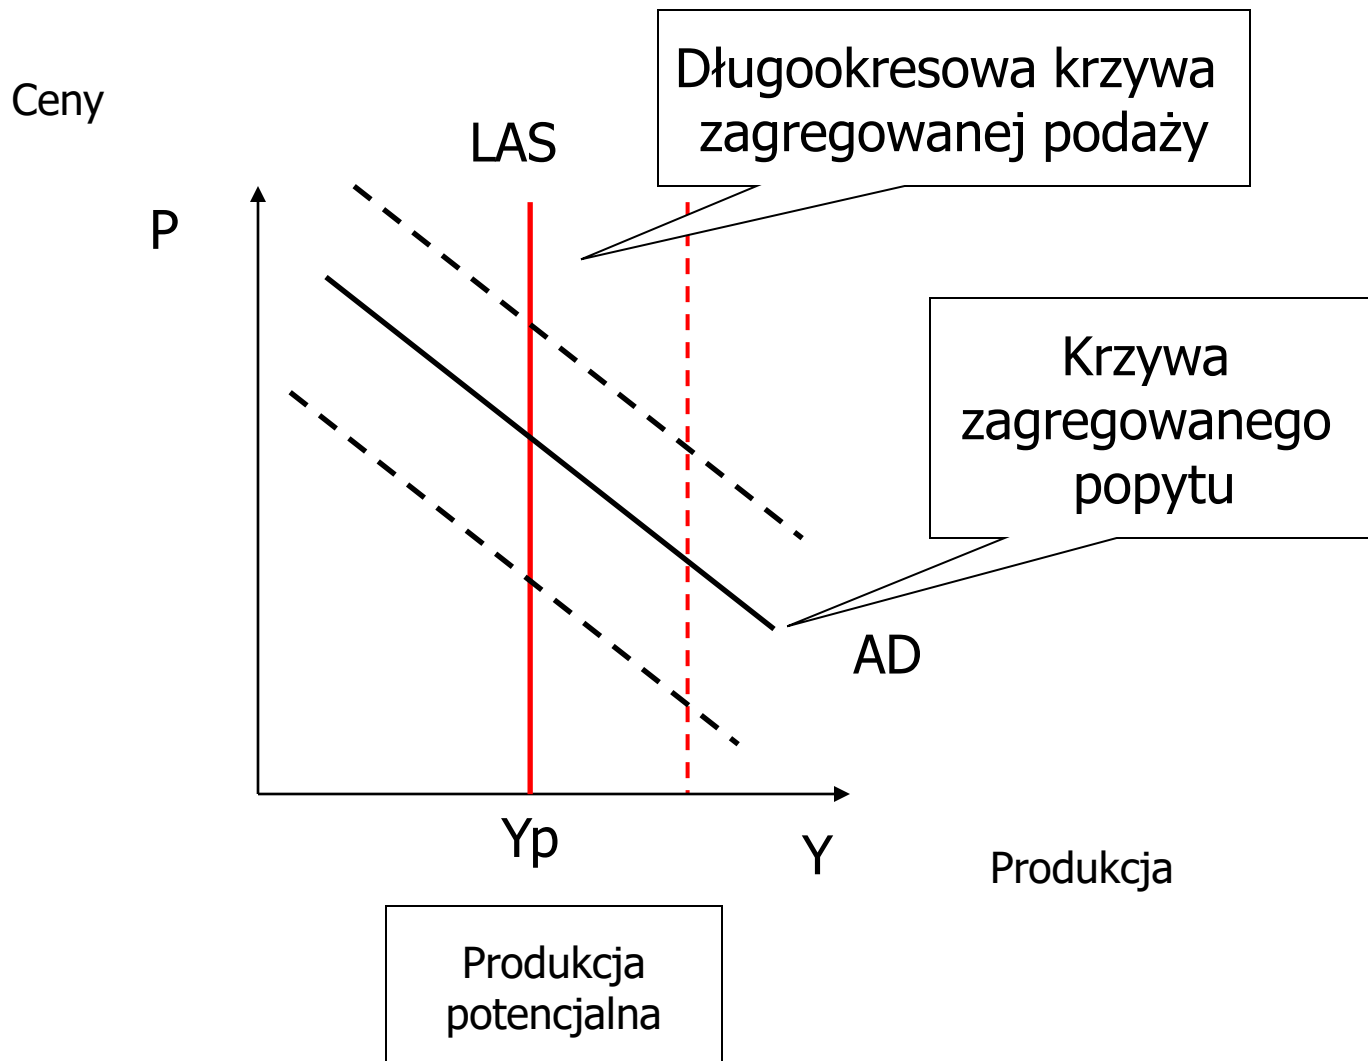 Długookresowa krzywa
zagregowanej podaży
Ceny
LAS
P
Krzywa
zagregowanego
popytu
AD
Yp
Y
Produkcja
Produkcja
potencjalna